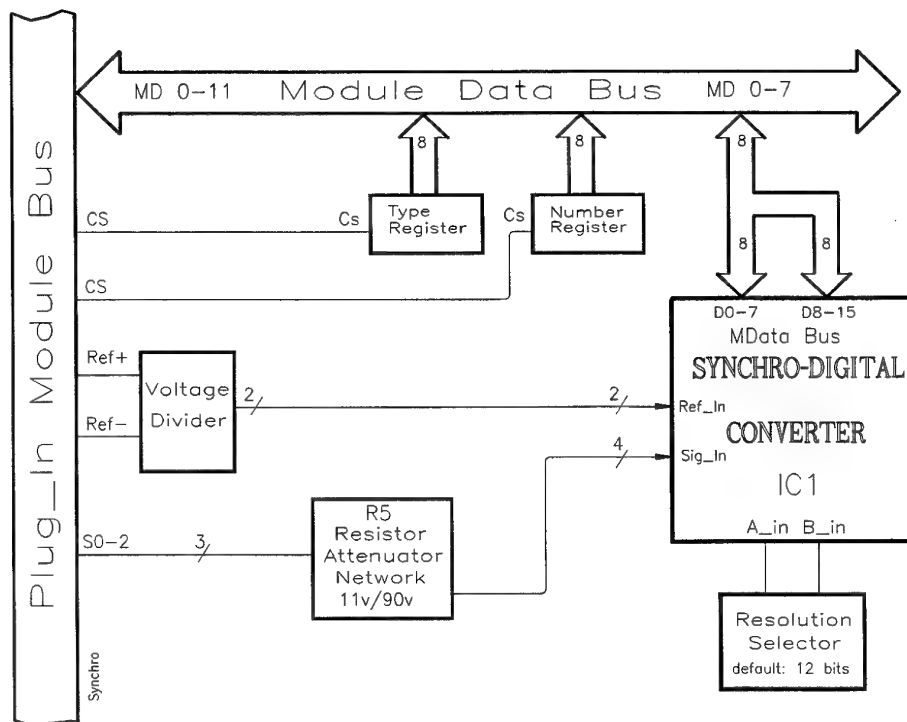 Plug_In Module Bus
MD 0-11 Module Data Bus MD 0-7
8
8
8
CS
Cs
Type
Register
Cs
Number
Register
8
8
CS
D0-7 D8-15
MData Bus
SYNCHRO-DIGITAL
CONVERTER
IC1
Ref_In
Sig_In
A_in B_in
Ref+
Ref-
Voltage
Divider
2
2
4
S0-2
3
R5
Resistor
Attenuator
Network
11v/90v
Resolution
Selector
default: 12 bits
Synchro